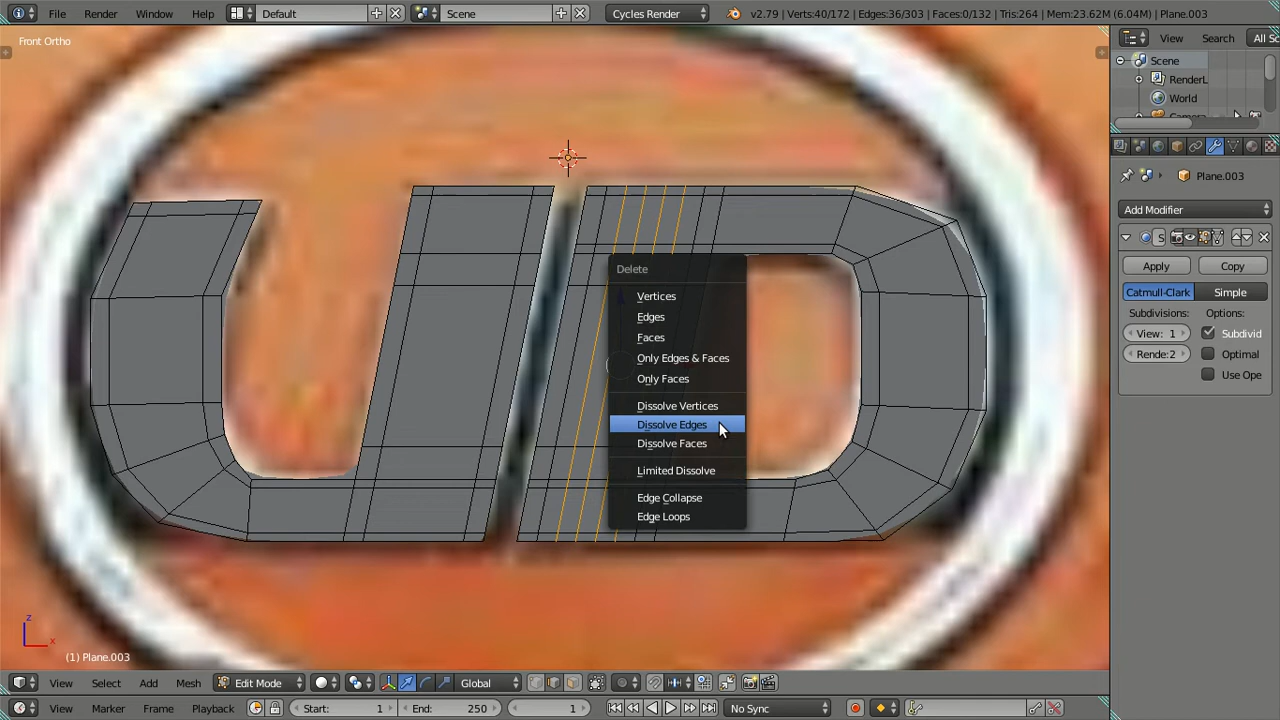 File Render Window Help Default Scene Cycles Render v2.79 | Verts:40/172 | Edges:36/303 | Faces:0/132 | Tris:264 | Mem:23.62M (6.04M) | Plane.003
Front Ortho
View Search All Sc
Scene
RenderL
World
Plane.003
Add Modifier
S
Apply Copy
Catmull-Clark Simple
Subdivisions: Options:
View: 1 Subdivid
Rende:2 Optimal
Use Ope
Delete
Vertices
Edges
Faces
Only Edges & Faces
Only Faces
Dissolve Vertices
Dissolve Edges
Dissolve Faces
Limited Dissolve
Edge Collapse
Edge Loops
z
x
(1) Plane.003
View Select Add Mesh Edit Mode Global
View Marker Frame Playback Start: 1 End: 250 1 No Sync